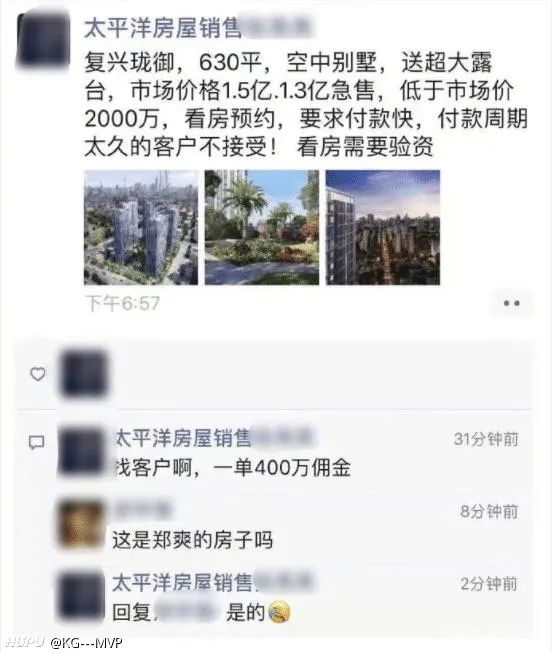 太平洋房屋销售
复兴珑御，630平，空中别墅，送超大露
台，市场价格1.5亿.1.3亿急售，低于市场价
2000万，看房预约，要求付款快，付款周期
太久的客户不接受！看房需要验资
下午6:57
太平洋房屋销售
31分钟前
找客户啊，一单400万佣金
8分钟前
这是郑爽的房子吗
太平洋房屋销售
2分钟前
回复 是的
HUPU @KG---MVP